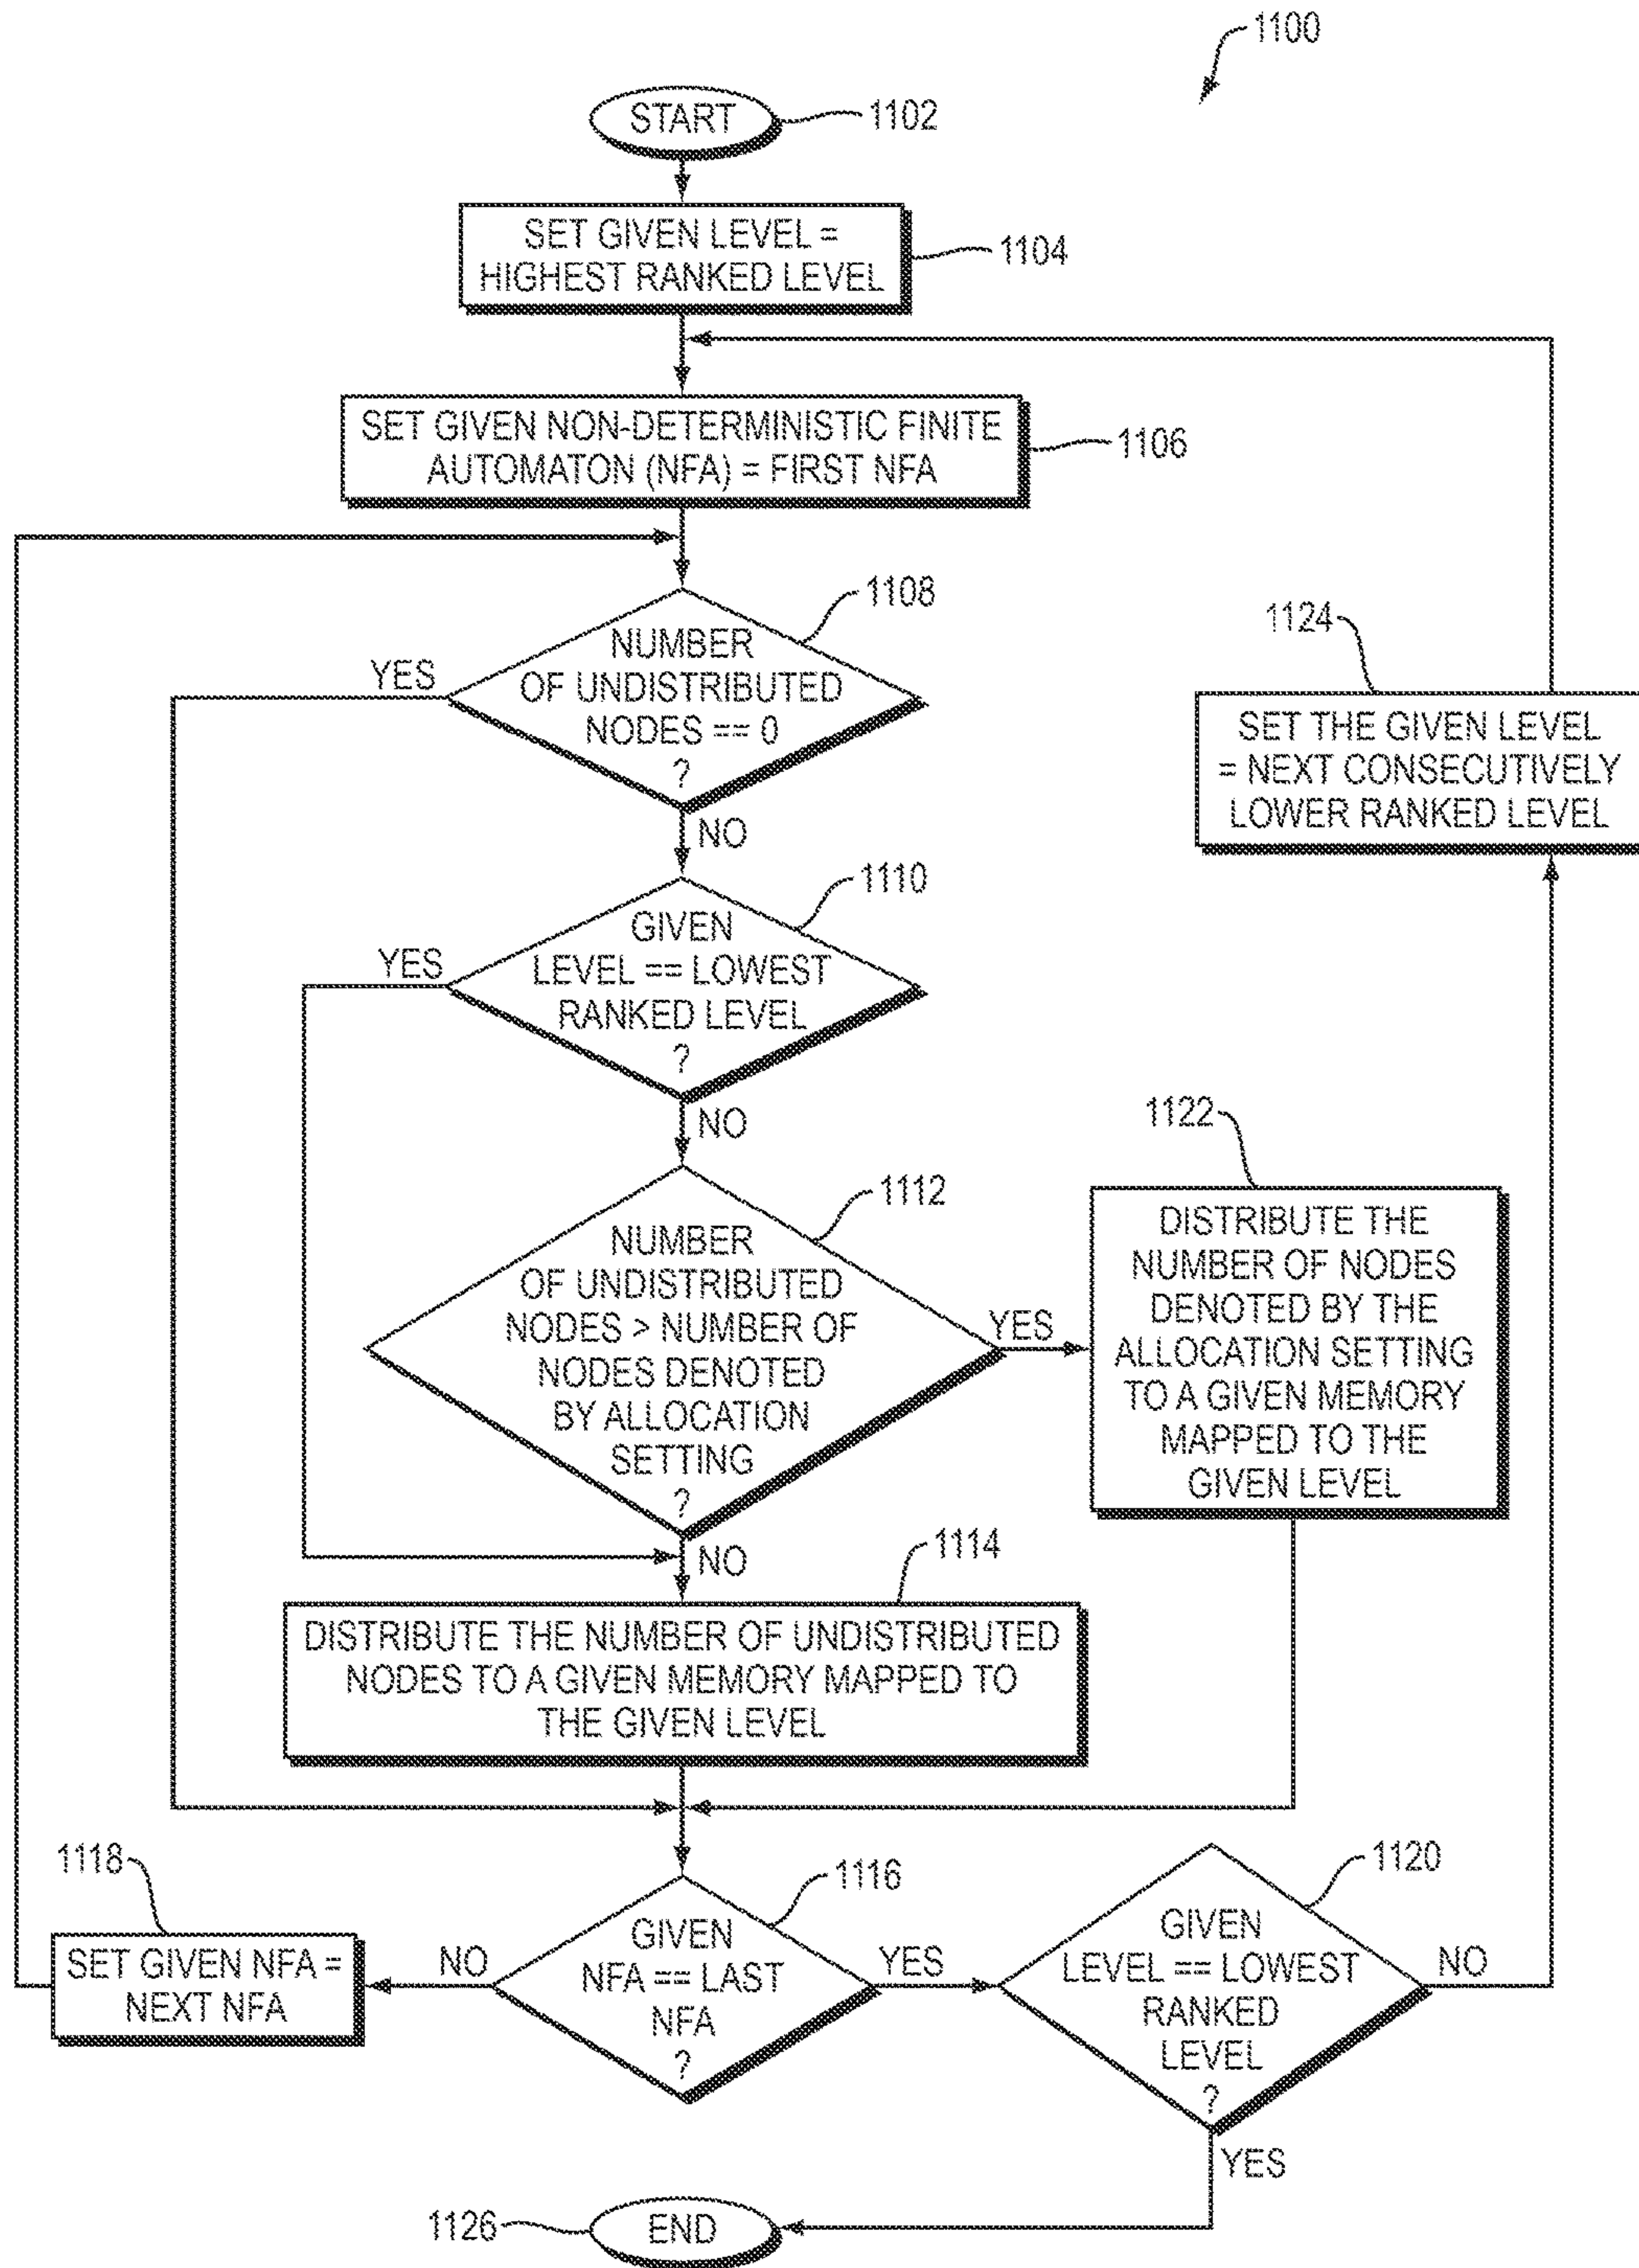 1100
START
1102
SET GIVEN LEVEL =
HIGHEST RANKED LEVEL
1104
SET GIVEN NON-DETERMINISTIC FINITE
AUTOMATON (NFA) = FIRST NFA
1106
1108
NUMBER
OF UNDISTRIBUTED
NODES == 0
?
YES
NO
1124
SET THE GIVEN LEVEL
= NEXT CONSECUTIVELY
LOWER RANKED LEVEL
1110
GIVEN
LEVEL == LOWEST
RANKED LEVEL
?
YES
NO
1112
NUMBER
OF UNDISTRIBUTED
NODES > NUMBER OF
NODES DENOTED
BY ALLOCATION
SETTING
?
YES
NO
1122
DISTRIBUTE THE
NUMBER OF NODES
DENOTED BY THE
ALLOCATION SETTING
TO A GIVEN MEMORY
MAPPED TO THE
GIVEN LEVEL
1114
DISTRIBUTE THE NUMBER OF UNDISTRIBUTED
NODES TO A GIVEN MEMORY MAPPED TO
THE GIVEN LEVEL
1118
SET GIVEN NFA =
NEXT NFA
NO
1116
GIVEN
NFA == LAST
NFA
?
YES
1120
GIVEN
LEVEL == LOWEST
RANKED
LEVEL
?
NO
YES
1126
END